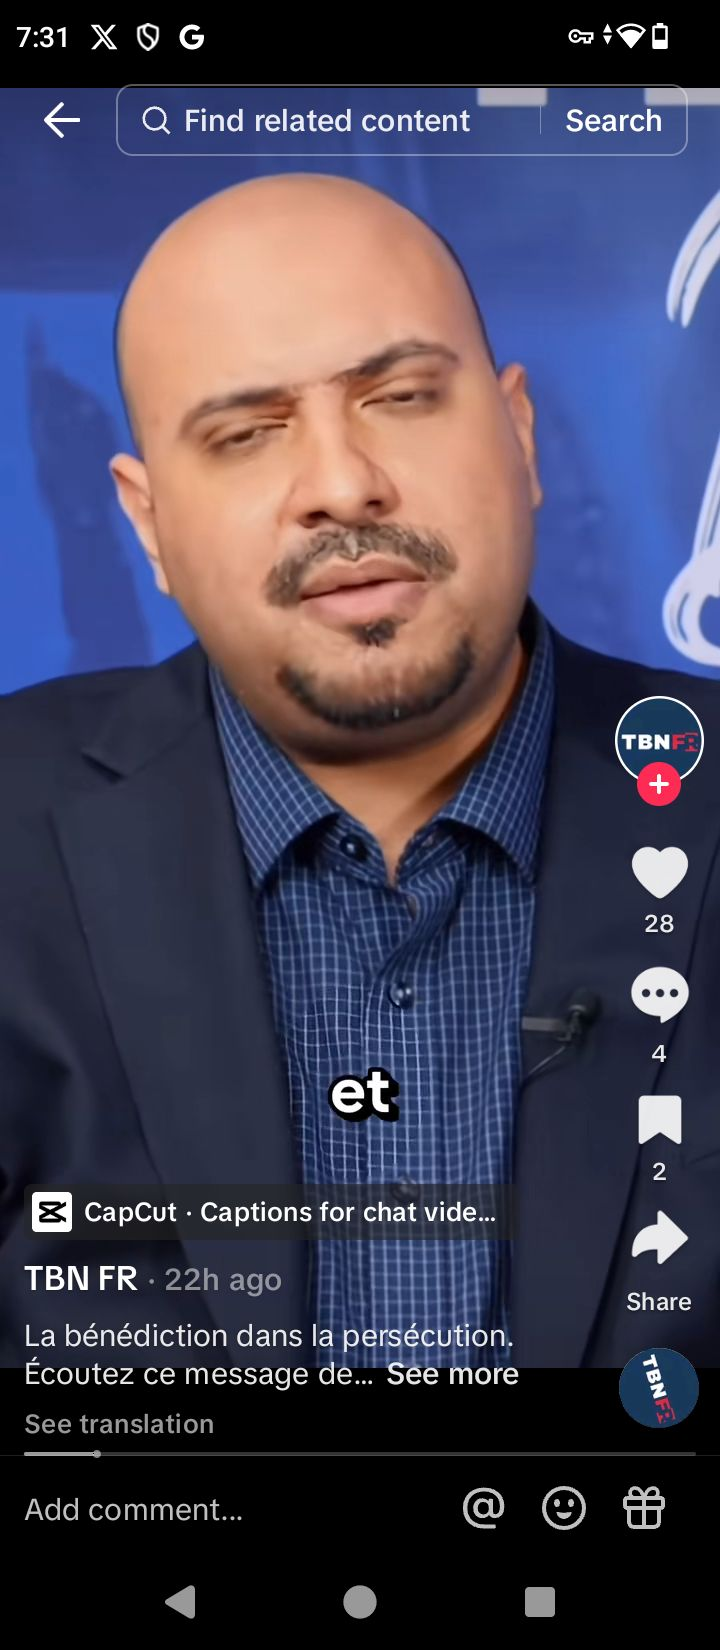 7:31
Find related content
Search
TBNFR
28
4
et
2
CapCut · Captions for chat vide...
TBN FR · 22h ago
Share
La bénédiction dans la persécution.
Écoutez ce message de... See more
TBNFR
See translation
Add comment...